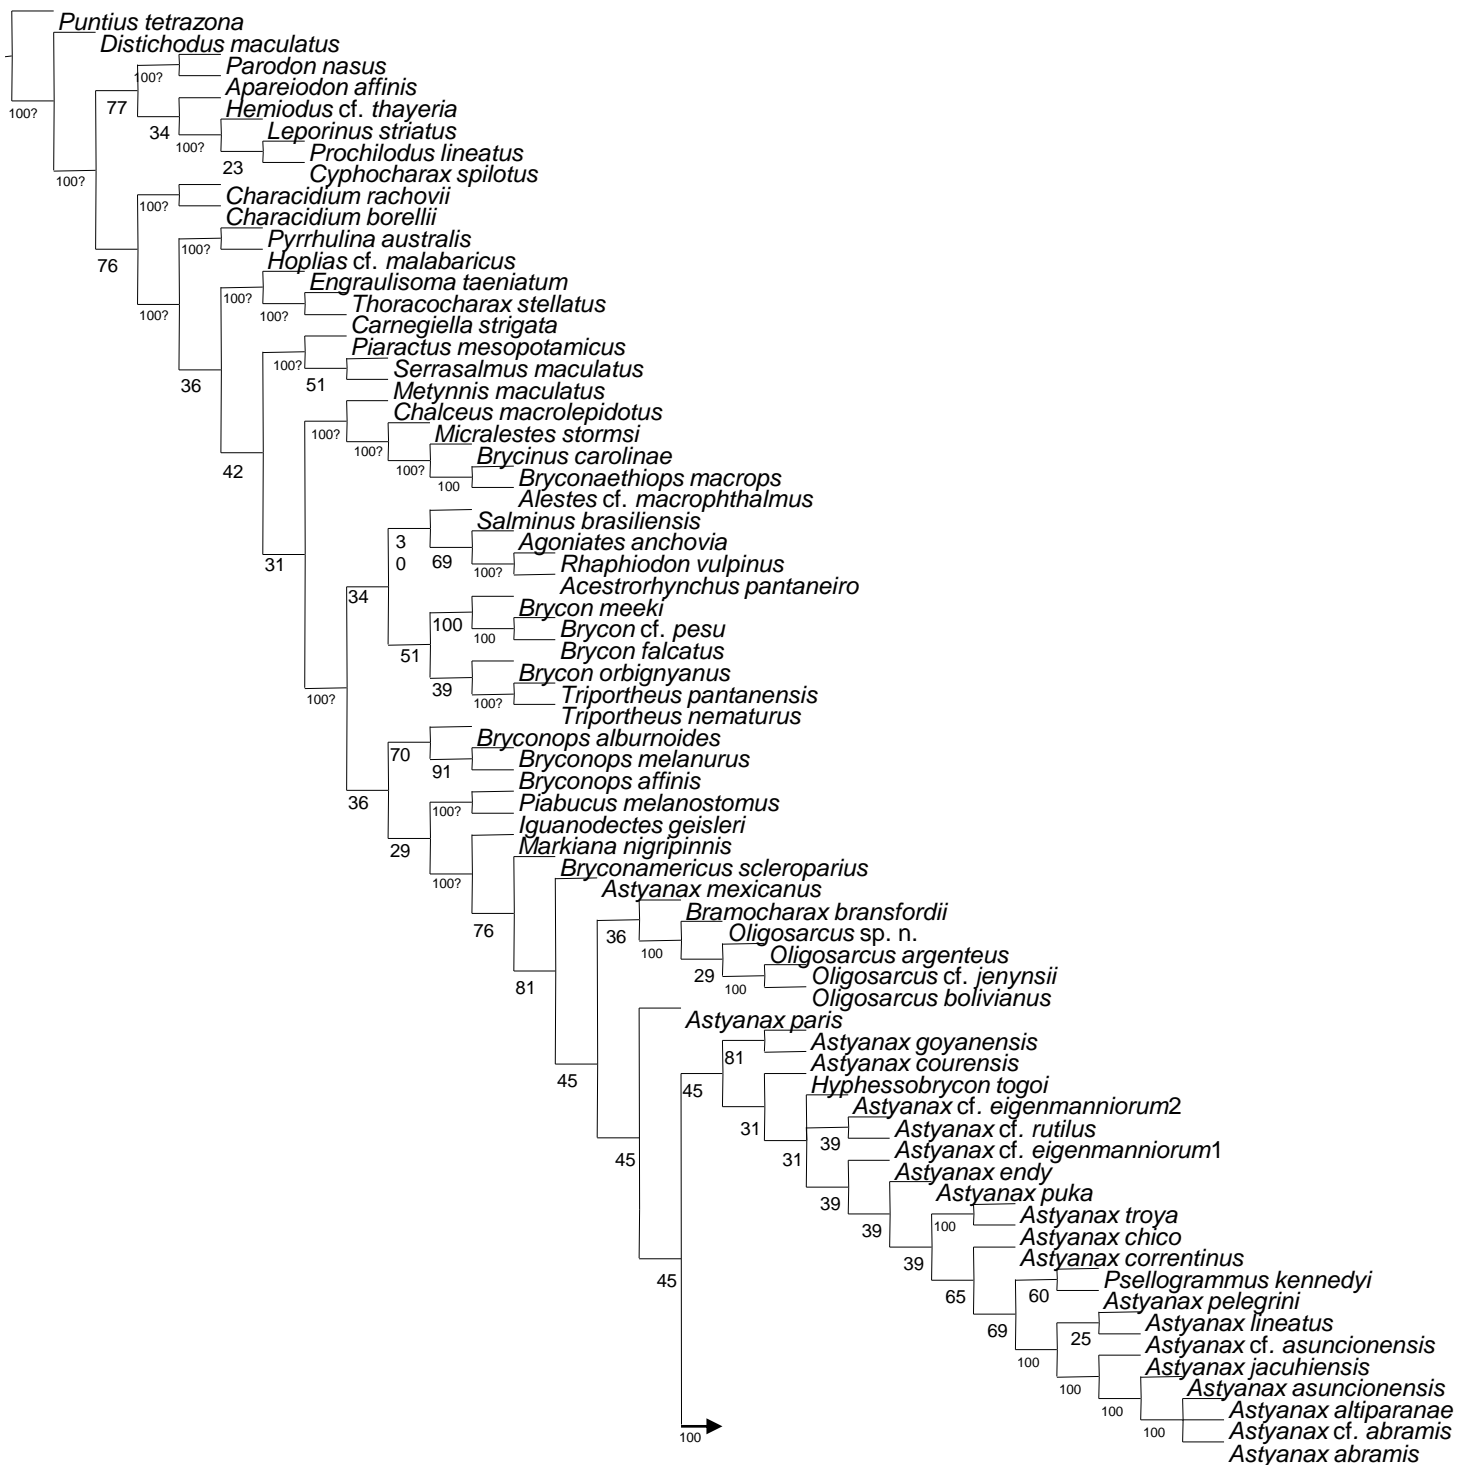 Puntius tetrazona
Distichodus maculatus
Parodon nasus
100?
Apareiodon affinis
77
Hemiodus cf. thayeria
100?
34
Leporinus striatus
100?
Prochilodus lineatus
23
Cyphocharax spilotus
100?
Characidium rachovii
100?
Characidium borellii
Pyrrhulina australis
100?
Hoplias cf. malabaricus
76
Engraulisoma taeniatum
100?
Thoracocharax stellatus
100?
100?
Carnegiella strigata
Piaractus mesopotamicus
100?
Serrasalmus maculatus
36
51
Metynnis maculatus
Chalceus macrolepidotus
100?
Micralestes stormsi
100?
Brycinus carolinae
42
100?
Bryconaethiops macrops
100
Alestes cf. macrophthalmus
Salminus brasiliensis
3
0
Agoniates anchovia
31
69
Rhaphiodon vulpinus
100?
Acestrorhynchus pantaneiro
34
Brycon meeki
100
Brycon cf. pesu
100
51
Brycon falcatus
Brycon orbignyanus
39
Triportheus pantanensis
100?
100?
Triportheus nematurus
Bryconops alburnoides
70
Bryconops melanurus
91
Bryconops affinis
36
Piabucus melanostomus
100?
Iguanodectes geisleri
29
Markiana nigripinnis
Bryconamericus scleroparius
100?
Astyanax mexicanus
Bramocharax bransfordii
76
36
Oligosarcus sp. n.
100
Oligosarcus argenteus
29
Oligosarcus cf. jenynsii
81
100
Oligosarcus bolivianus
Astyanax paris
Astyanax goyanensis
81
Astyanax courensis
45
45
Hyphessobrycon togoi
Astyanax cf. eigenmanniorum2
31
Astyanax cf. rutilus
39
Astyanax cf. eigenmanniorum1
45
31
Astyanax endy
Astyanax puka
39
Astyanax troya
100
39
Astyanax chico
Astyanax correntinus
39
Psellogrammus kennedyi
45
65
60
Astyanax pelegrini
Astyanax lineatus
69
25
Astyanax cf. asuncionensis
100
Astyanax jacuhiensis
100
Astyanax asuncionensis
100
Astyanax altiparanae
100
100
Astyanax cf. abramis
Astyanax abramis